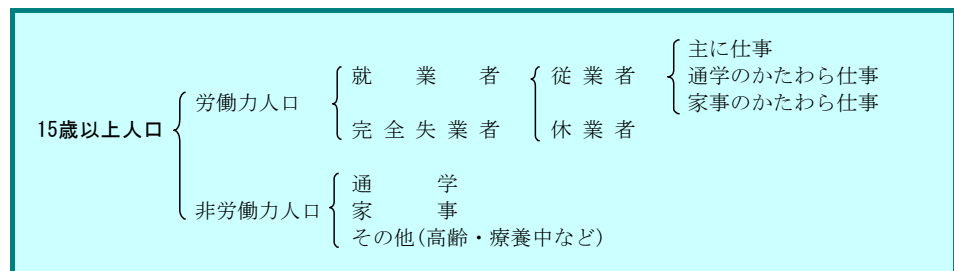 主に仕事
就業者 従業者 通学のかたわら仕事
労働力人口 家事のかたわら仕事
15歳以上人口 完全失業者 休業者
通学
非労働力人口 家事
その他(高齢・療養中など)